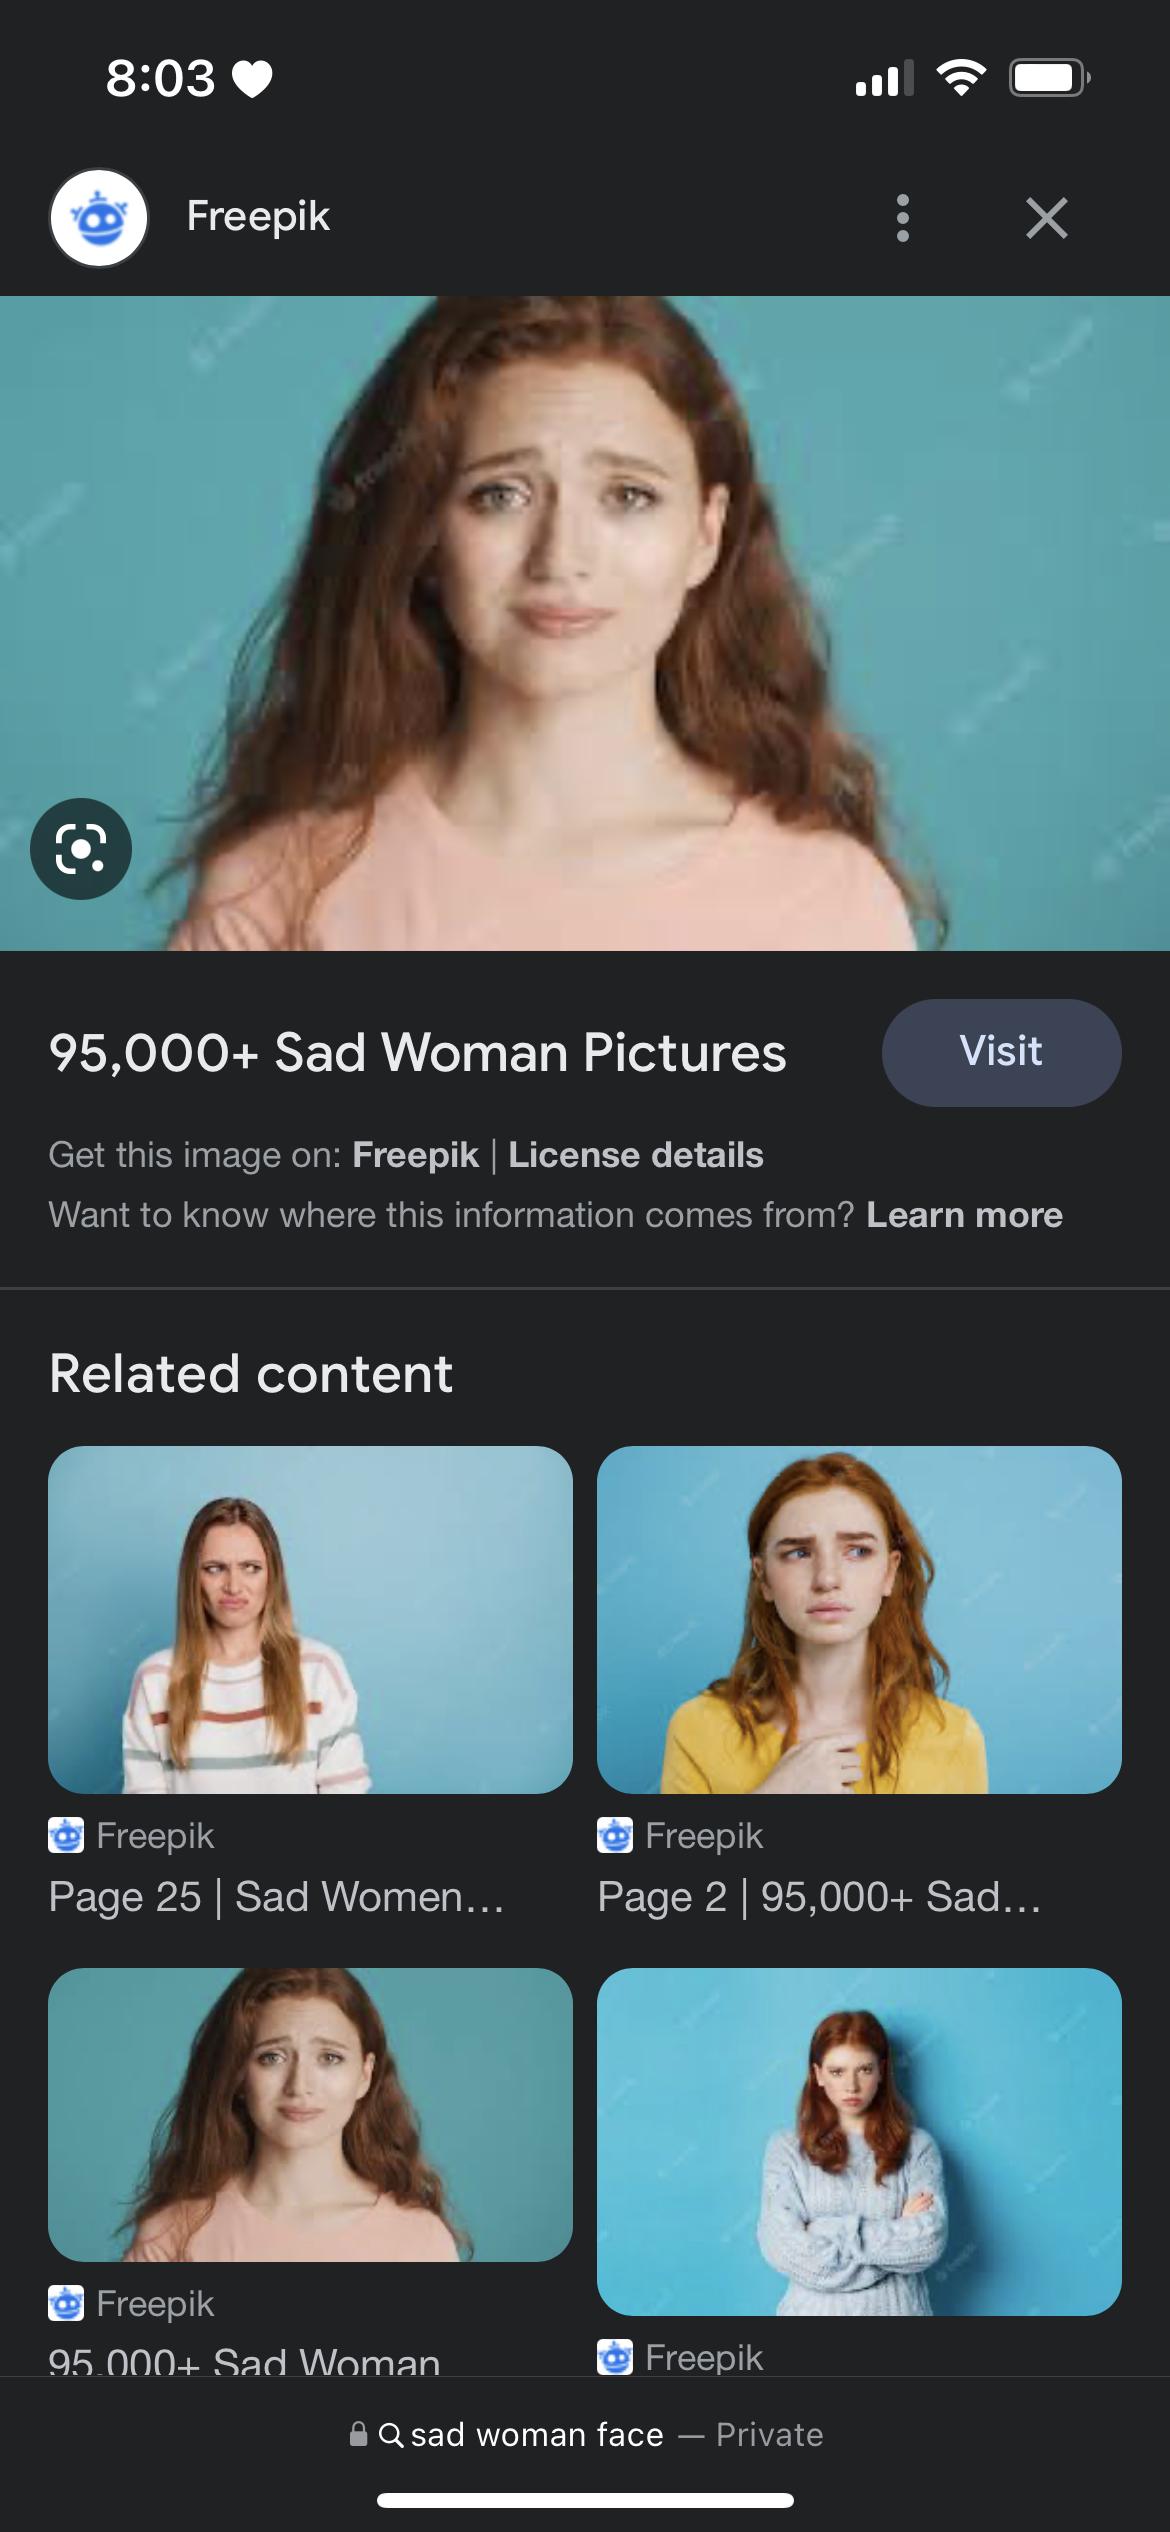 8:03
Freepik
95,000+ Sad Woman Pictures
Visit
Get this image on: Freepik | License details
Want to know where this information comes from? Learn more
Related content
Freepik
Page 25 | Sad Women...
Freepik
Page 2 | 95,000+ Sad...
Freepik
95,000+ Sad Woman
Freepik
sad woman face — Private